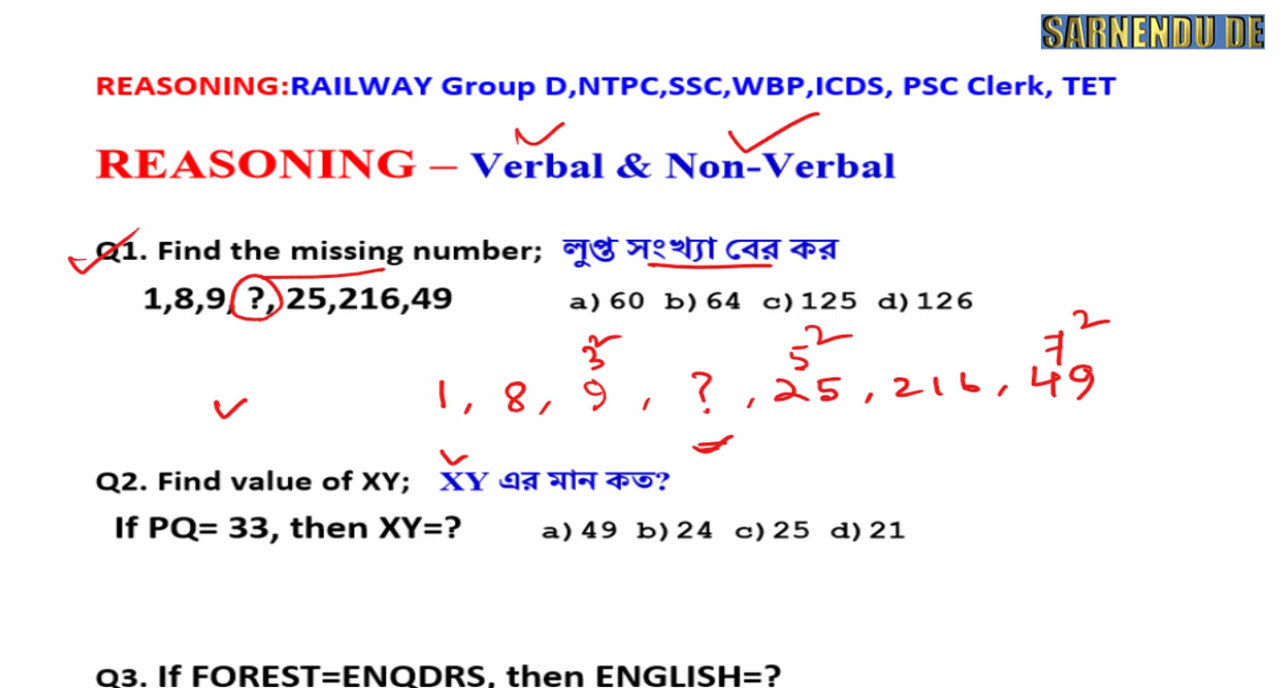 SARNENDU DE
REASONING:RAILWAY Group D,NTPC,SSC,WBP,ICDS, PSC Clerk, TET
REASONING – Verbal & Non-Verbal
Q1. Find the missing number; লুপ্ত সংখ্যা বের কর
1,8,9, ?, 25,216,49 a) 60 b) 64 c) 125 d) 126
3² 5² 7²
1, 8, 9, ?, 25, 216, 49
Q2. Find value of XY; XY এর মান কত?
If PQ= 33, then XY=? a) 49 b) 24 c) 25 d) 21
Q3. If FOREST=ENQDRS, then ENGLISH=?